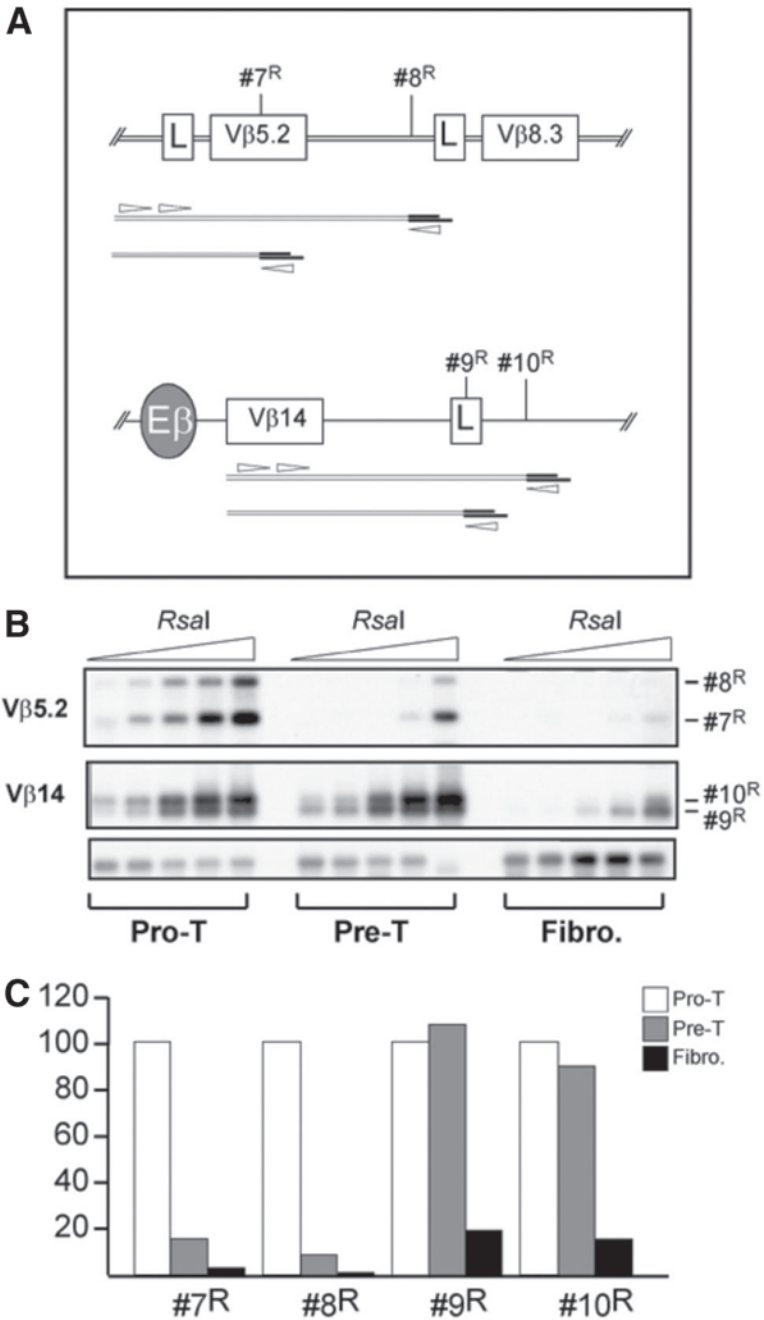 A
#7R #8R
L Vβ5.2 L Vβ8.3
#9R #10R
Eβ Vβ14 L
B
RsaI RsaI RsaI
Vβ5.2
#8R
#7R
Vβ14
#10R
#9R
Pro-T Pre-T Fibro.
C
120
100
80
60
40
20
Pro-T
Pre-T
Fibro.
#7R #8R #9R #10R